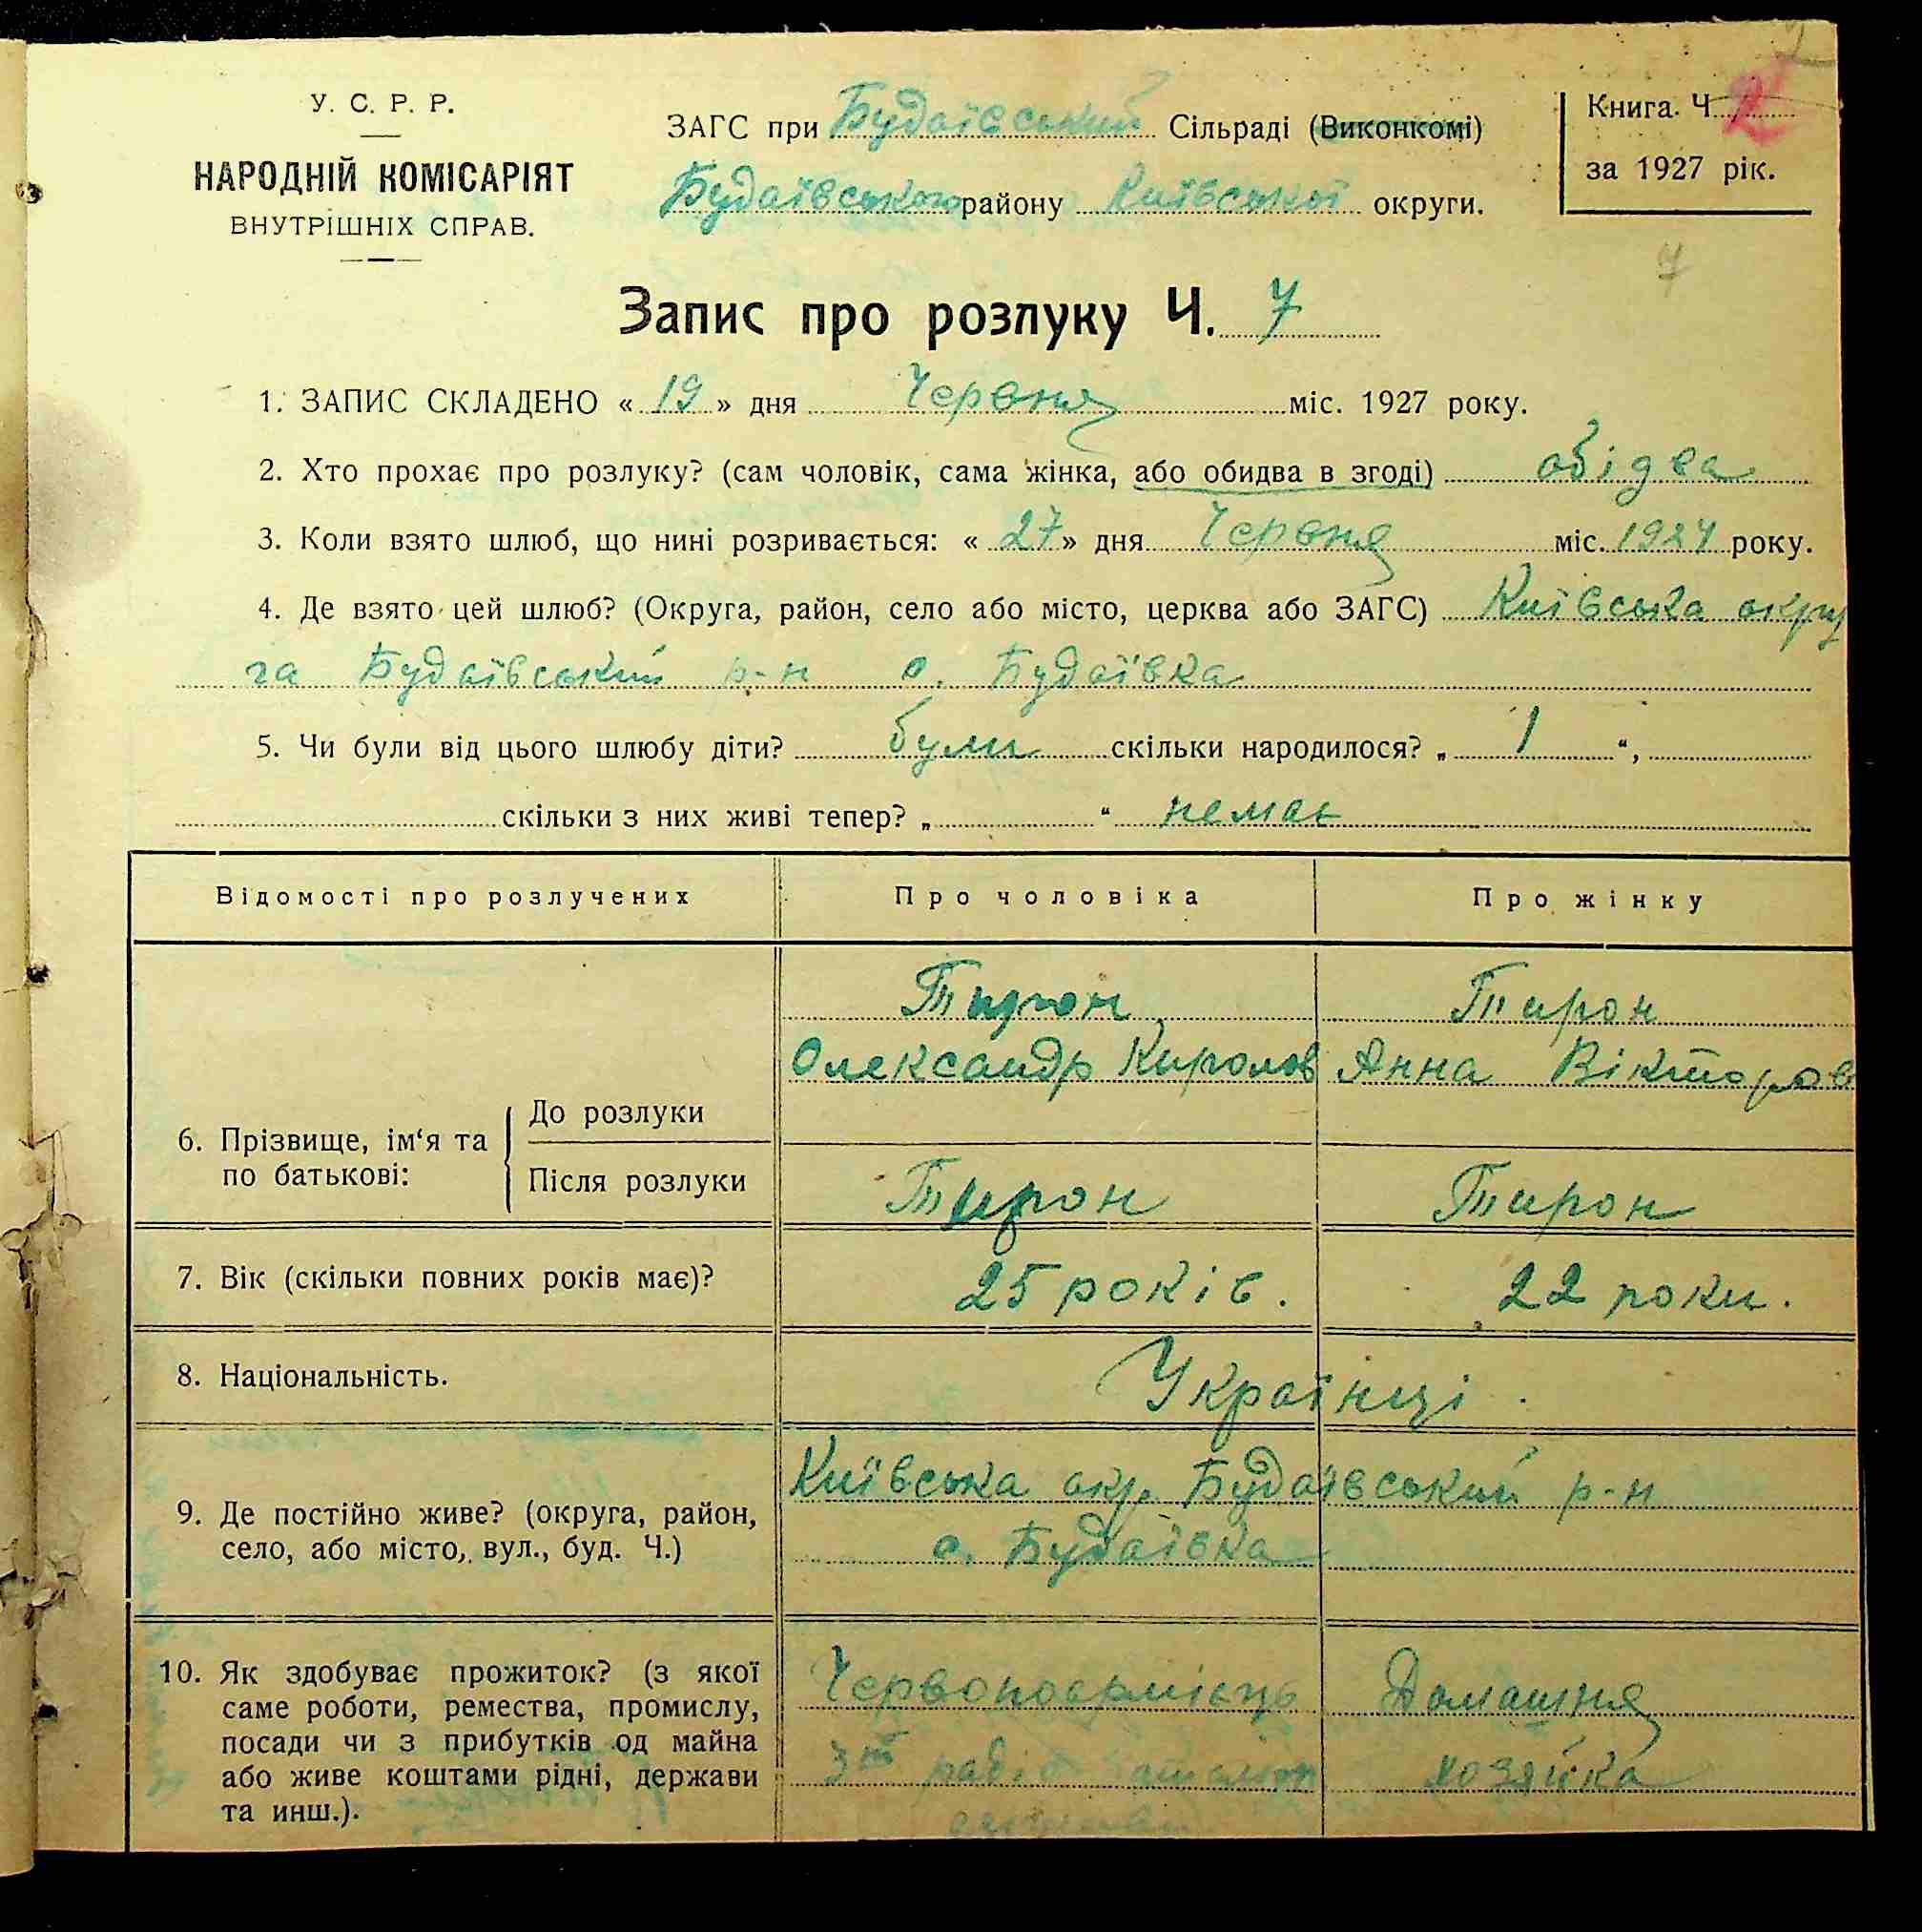 У. С. Р. Р.
НАРОДНІЙ КОМІСАРІЯТ
ВНУТРІШНІХ СПРАВ.
ЗАГС при Будаївський Сільраді (Виконкомі)
Будаївського району Київської округи.
Книга Ч. 2
за 1927 рік.
7
Запис про розлуку Ч. 7
1. ЗАПИС СКЛАДЕНО « 19 » дня Червня міс. 1927 року.
2. Хто прохає про розлуку? (сам чоловік, сама жінка, або обидва в згоді) обідва
3. Коли взято шлюб, що нині розривається: « 27 » дня Червня міс. 1924 року.
4. Де взято цей шлюб? (Округа, район, село або місто, церква або ЗАГС) Київська окру
га Будаївський р-н с. Будаївка
5. Чи були від цього шлюбу діти? були скільки народилося? „ 1 “,
скільки з них живі тепер? „ “ немає
Відомості про розлучених Про чоловіка Про жінку
6. Прізвище, ім‘я та по батькові:
До розлуки
Тирон
Олександр Киролов
Тирон
Анна Вікторов
Після розлуки Тирон Тирон
7. Вік (скільки повних років має)? 25 років. 22 роки.
8. Національність. Українці.
9. Де постійно живе? (округа, район,
село, або місто, вул., буд. Ч.)
Київська окр. Будаївський р-н
с. Будаївка
10. Як здобуває прожиток? (з якої
саме роботи, ремества, промислу,
посади чи з прибутків од майна
або живе коштами рідні, держави
та инш.).
Червоноармієць
3й
Домашня
хозяйка